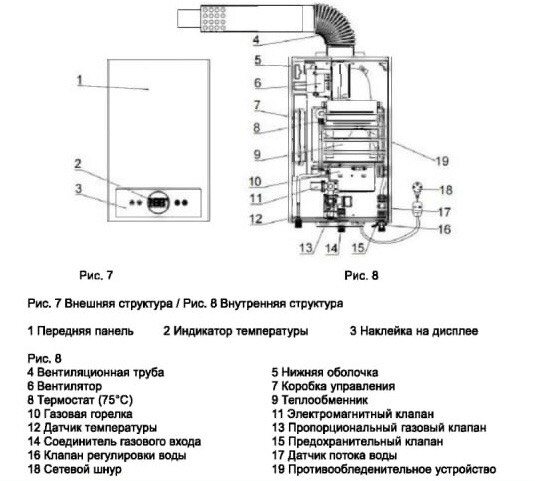 4
5
6
1
7
8
9
19
2
10
18
3
11
17
12
16
13
14
15
Рис. 7
Рис. 8
Рис. 7 Внешняя структура / Рис. 8 Внутренняя структура
1 Передняя панель 2 Индикатор температуры 3 Наклейка на дисплее
Рис. 8
4 Вентиляционная труба 5 Нижняя оболочка
6 Вентилятор 7 Коробка управления
8 Термостат (75°C) 9 Теплообменник
10 Газовая горелка 11 Электромагнитный клапан
12 Датчик температуры 13 Пропорциональный газовый клапан
14 Соединитель газового входа 15 Предохранительный клапан
16 Клапан регулировки воды 17 Датчик потока воды
18 Сетевой шнур 19 Противообледенительное устройство